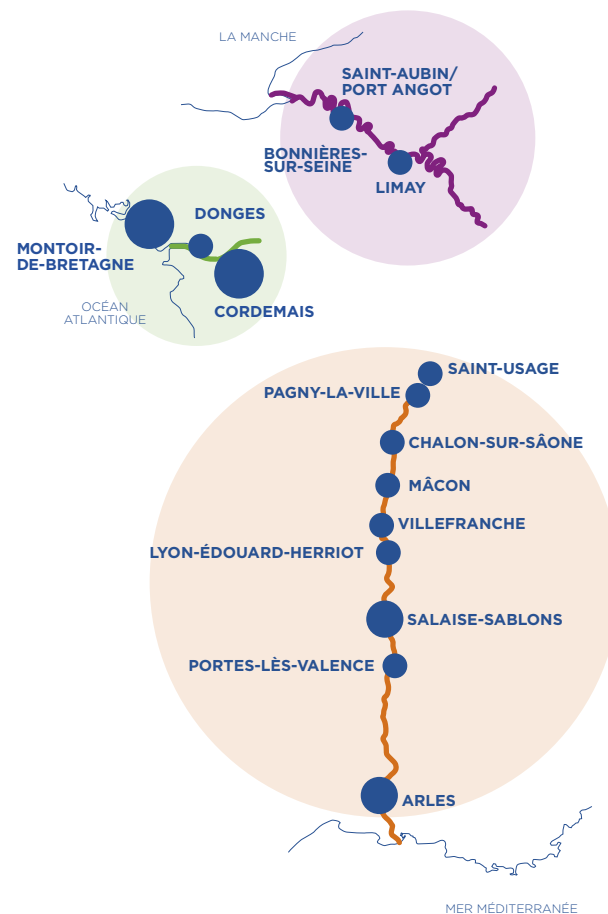 LA MANCHE
SAINT-AUBIN/
PORT ANGOT
BONNIÈRES-
SUR-SEINE
LIMAY
DONGES
MONTOIR-
DE-BRETAGNE
OCÉAN
ATLANTIQUE
CORDEMAIS
SAINT-USAGE
PAGNY-LA-VILLE
CHALON-SUR-SÂONE
MÂCON
VILLEFRANCHE
LYON-ÉDOUARD-HERRIOT
SALAISE-SABLONS
PORTES-LÈS-VALENCE
ARLES
MER MÉDITERRANÉE